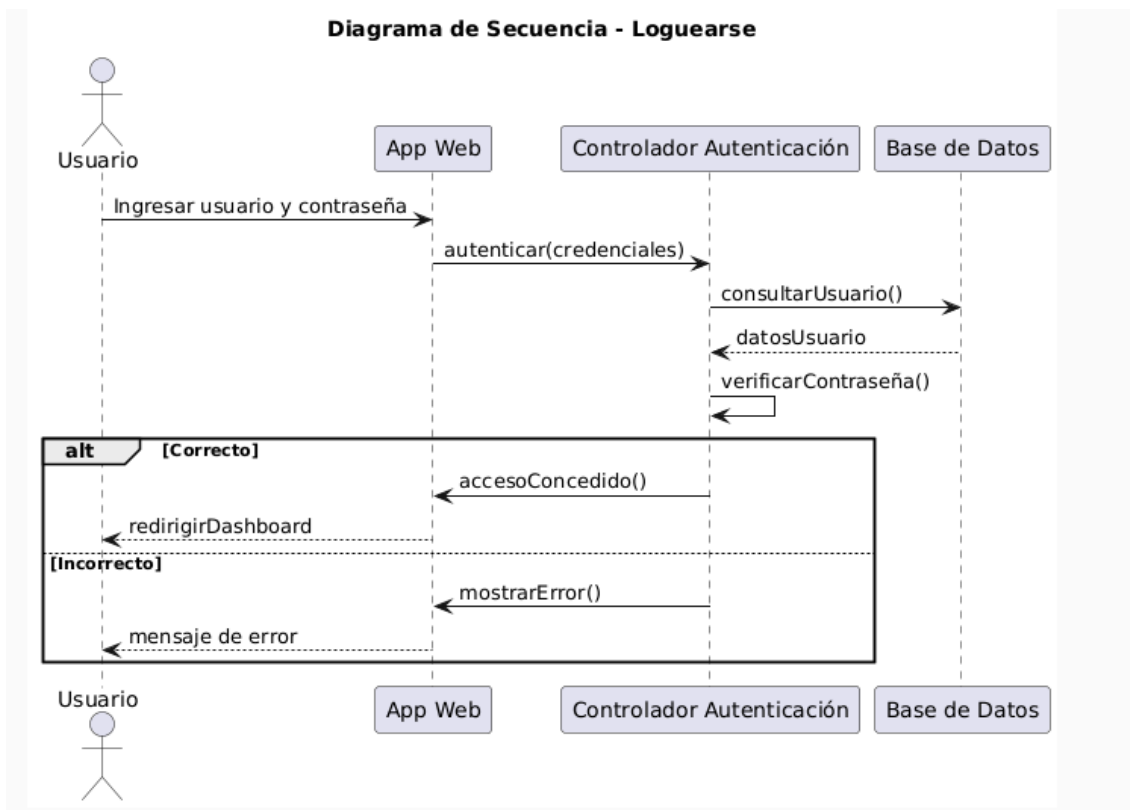 Diagrama de Secuencia - Loguearse
Usuario
App Web
Controlador Autenticación
Base de Datos
Ingresar usuario y contraseña
autenticar(credenciales)
consultarUsuario()
datosUsuario
verificarContraseña()
alt [Correcto]
accesoConcedido()
redirigirDashboard
[Incorrecto]
mostrarError()
mensaje de error
Usuario
App Web
Controlador Autenticación
Base de Datos